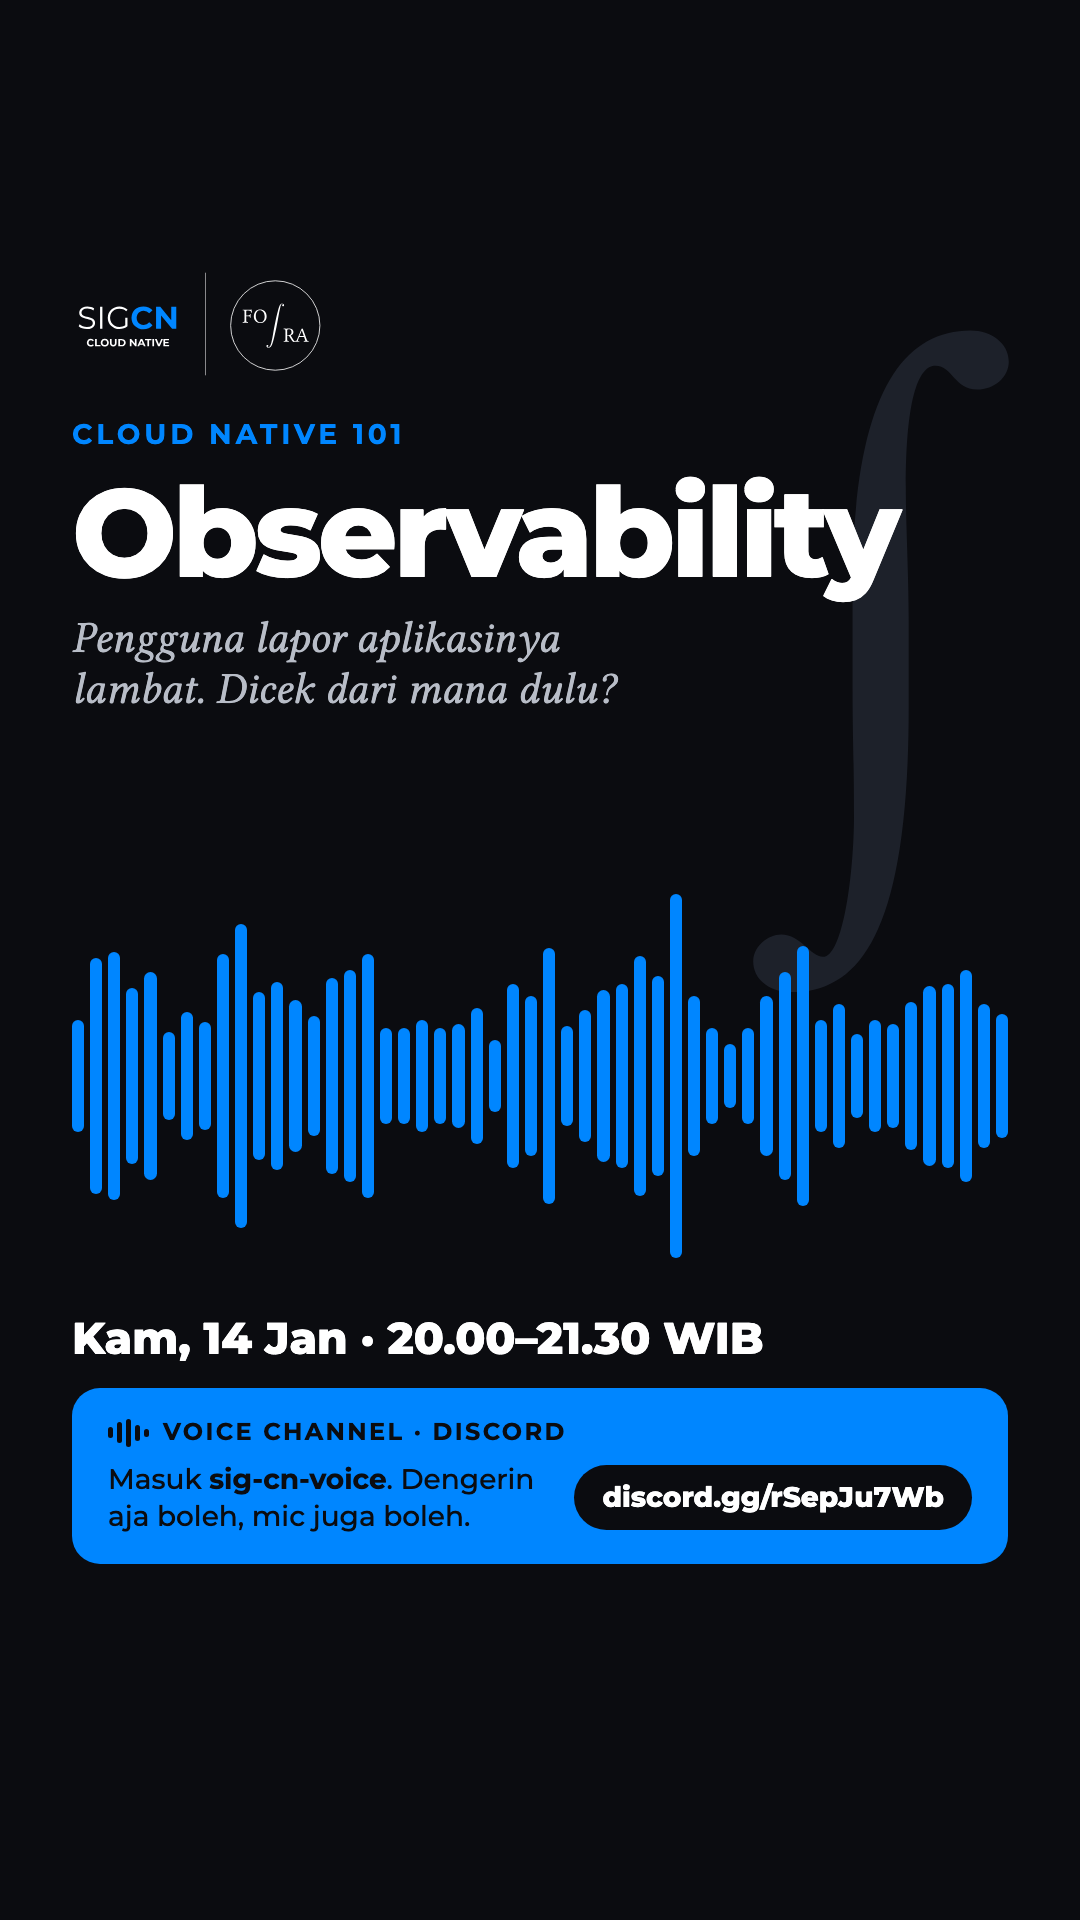 SIGCN
CLOUD NATIVE
FO∫RA
CLOUD NATIVE 101
Observability
Pengguna lapor aplikasinya
lambat. Dicek dari mana dulu?
Kam, 14 Jan · 20.00–21.30 WIB
VOICE CHANNEL · DISCORD
Masuk sig-cn-voice. Dengerin
aja boleh, mic juga boleh.
discord.gg/rSepJu7Wb